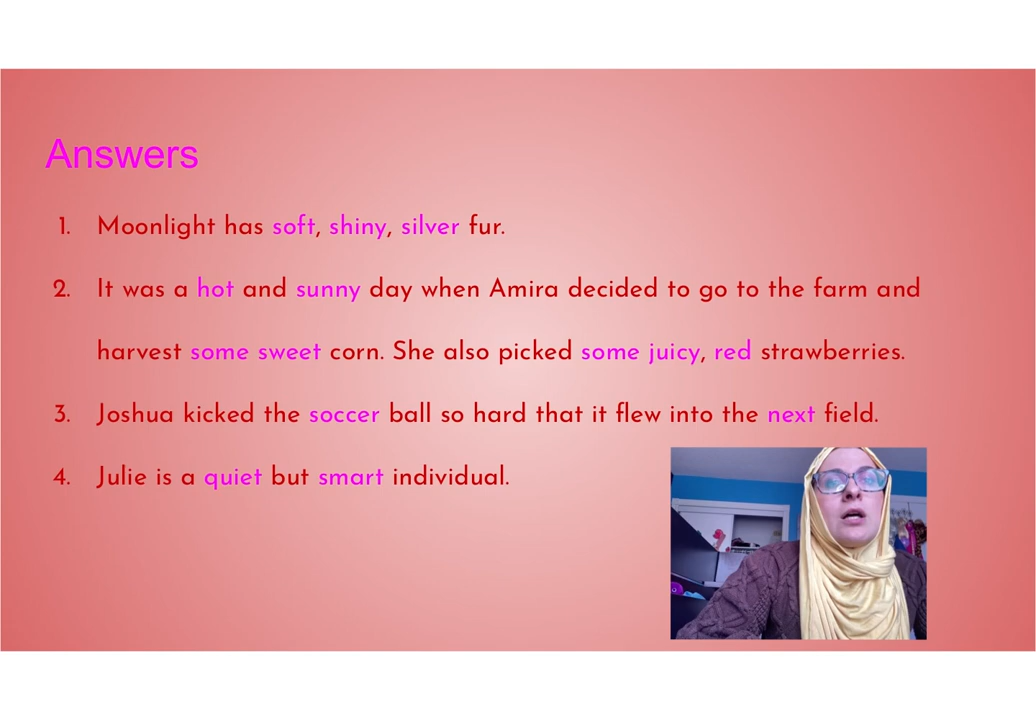 Answers
1. Moonlight has soft, shiny, silver fur.
2. It was a hot and sunny day when Amira decided to go to the farm and
harvest some sweet corn. She also picked some juicy, red strawberries.
3. Joshua kicked the soccer ball so hard that it flew into the next field.
4. Julie is a quiet but smart individual.